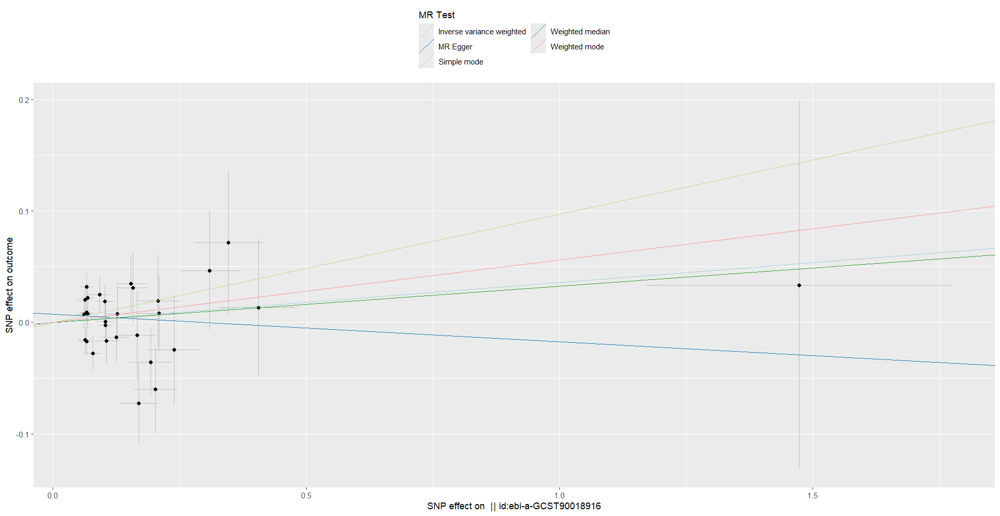 MR Test
Inverse variance weighted
Weighted median
MR Egger
Weighted mode
Simple mode
0.2
0.1
0.0
-0.1
SNP effect on outcome
0.0
0.5
1.0
1.5
SNP effect on || id:ebi-a-GCST90018916